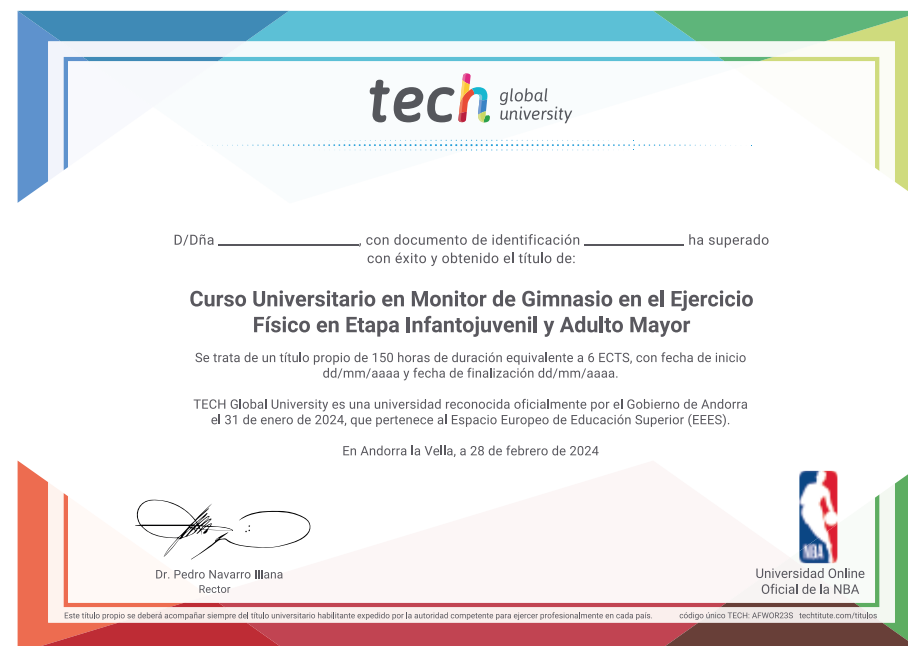 tech global university
D/Dña ____________________, con documento de identificación ______________ ha superado
con éxito y obtenido el título de:
Curso Universitario en Monitor de Gimnasio en el Ejercicio
Físico en Etapa Infantojuvenil y Adulto Mayor
Se trata de un título propio de 150 horas de duración equivalente a 6 ECTS, con fecha de inicio
dd/mm/aaaa y fecha de finalización dd/mm/aaaa.
TECH Global University es una universidad reconocida oficialmente por el Gobierno de Andorra
el 31 de enero de 2024, que pertenece al Espacio Europeo de Educación Superior (EEES).
En Andorra la Vella, a 28 de febrero de 2024
NBA
Dr. Pedro Navarro Illana
Rector
Universidad Online
Oficial de la NBA
Este título propio se deberá acompañar siempre del título universitario habilitante expedido por la autoridad competente para ejercer profesionalmente en cada país. código único TECH: AFWOR23S techtitute.com/titulos